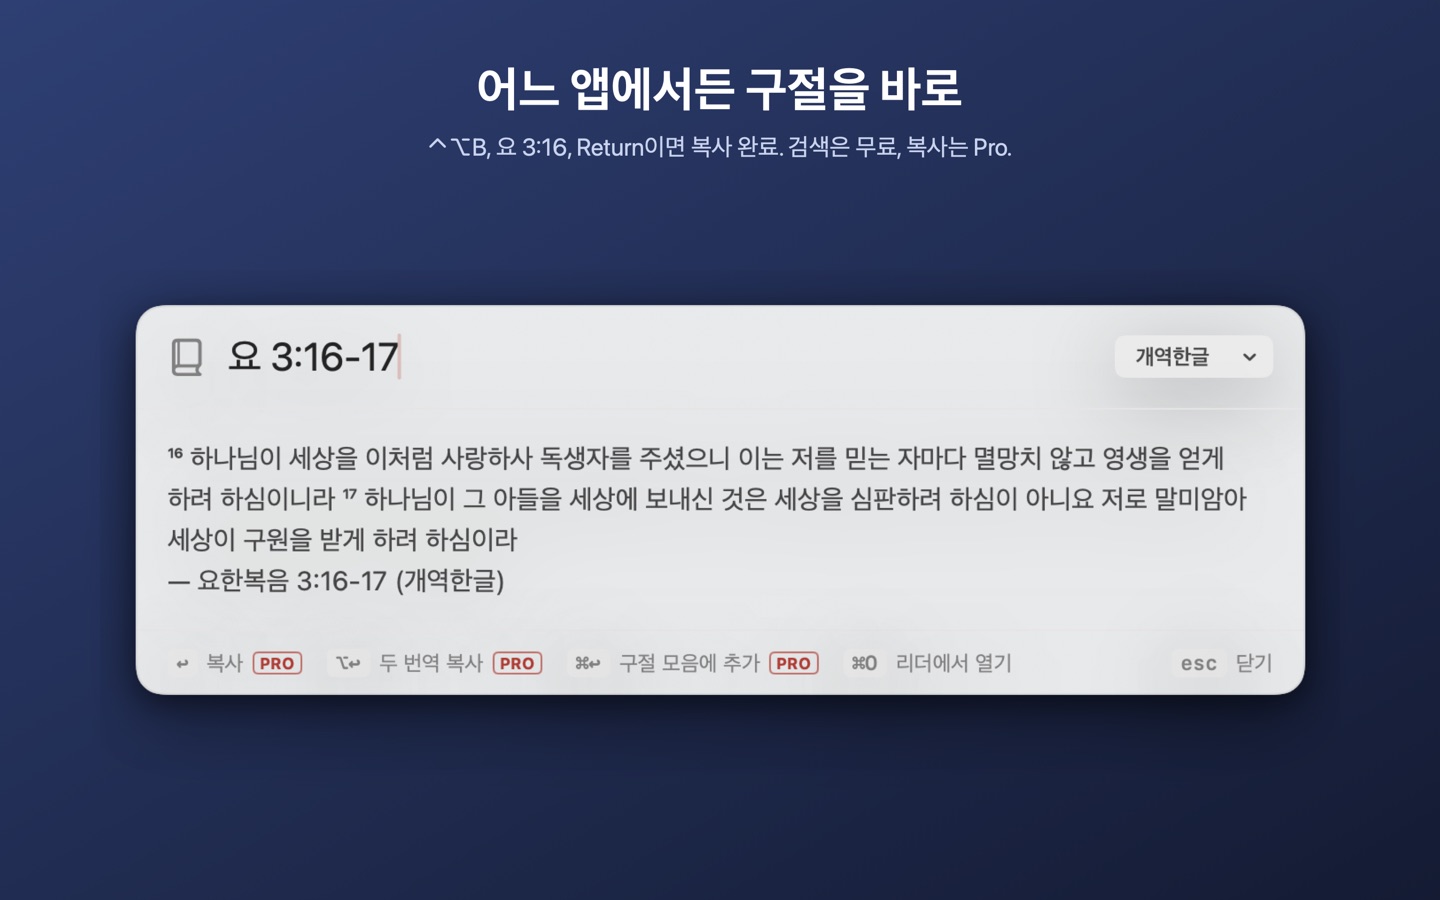 어느 앱에서든 구절을 바로
⌃⌥B, 요 3:16, Return이면 복사 완료. 검색은 무료, 복사는 Pro.
요 3:16-17
개역한글
¹⁶ 하나님이 세상을 이처럼 사랑하사 독생자를 주셨으니 이는 저를 믿는 자마다 멸망치 않고 영생을 얻게
하려 하심이니라 ¹⁷ 하나님이 그 아들을 세상에 보내신 것은 세상을 심판하려 하심이 아니요 저로 말미암아
세상이 구원을 받게 하려 하심이라
— 요한복음 3:16-17 (개역한글)
↩ 복사 PRO ⌥↩ 두 번역 복사 PRO ⌘↩ 구절 모음에 추가 PRO ⌘O 리더에서 열기 esc 닫기